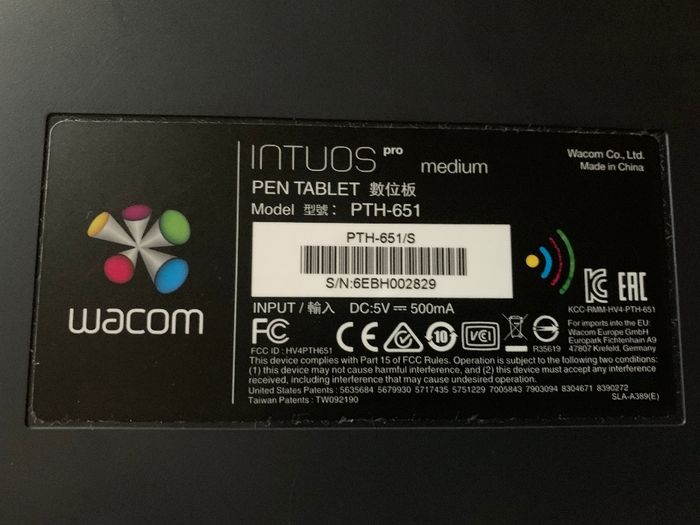 INTUOS pro medium
PEN TABLET 數位板
Model 型號： PTH-651
Wacom Co., Ltd.
Made in China
PTH-651/S
S/N:6EBH002829
wacom
INPUT / 輸入 DC:5V 500mA
KCC-RMM-HV4-PTH-651
FC CE 10 VCI R35619 EAC
For imports into the EU:
Wacom Europe GmbH
Europark Fichtenhain A9
47807 Krefeld, Germany
FCC ID : HV4PTH651
This device complies with Part 15 of FCC Rules. Operation is subject to the following two conditions:
(1) this device may not cause harmful interference, and (2) this device must accept any interference
received, including interference that may cause undesired operation.
United States Patents : 5635684 5679930 5717435 5751229 7005843 7903094 8304671 8390272
Taiwan Patents : TW092190
SLA-A389(E)